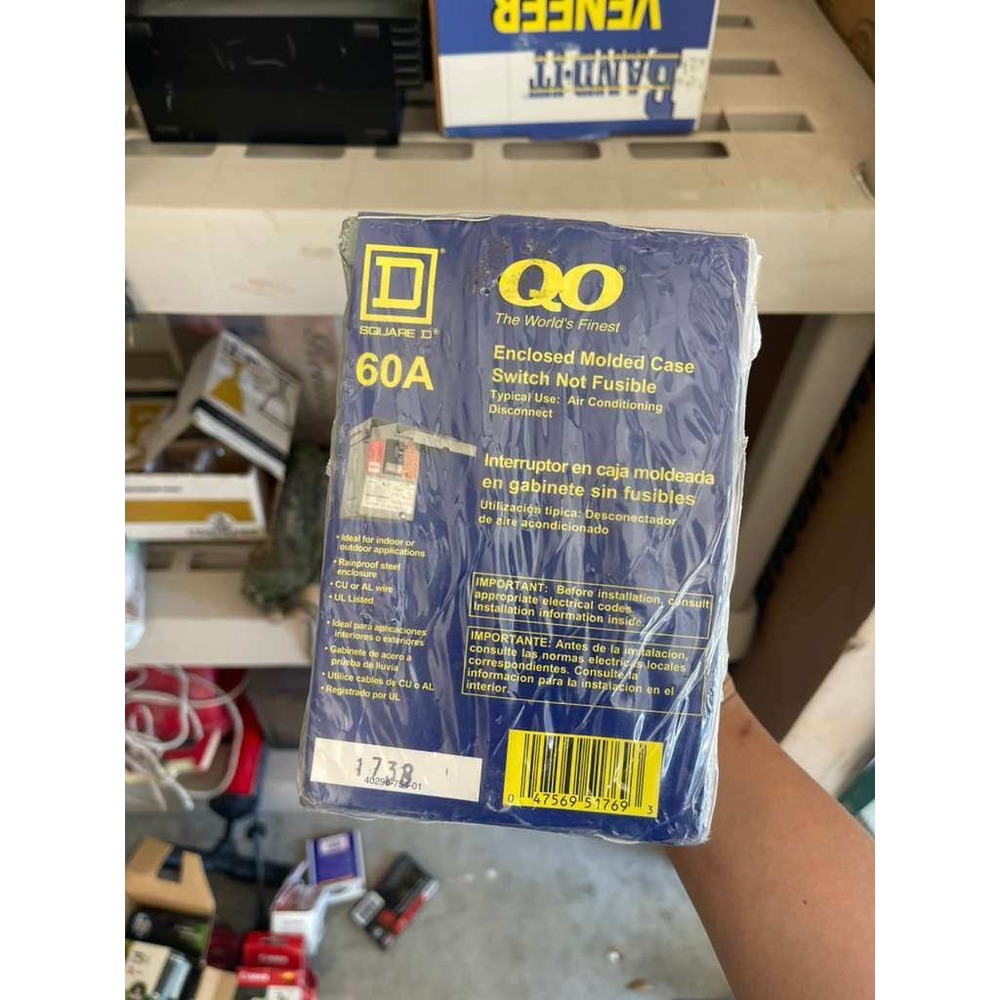 VENEER
BAND-IT
D
SQUARE D®
60A
QO®
The World's Finest
Enclosed Molded Case
Switch Not Fusible
Typical Use: Air Conditioning
Disconnect
Interruptor en caja moldeada
en gabinete sin fusibles
Utilización típica: Desconectador
de aire acondicionado
• Ideal for indoor or
outdoor applications
• Rainproof steel
enclosure
• CU or AL wire
• UL Listed
• Ideal para aplicaciones
interiores o exteriores
• Gabinete de acero a
prueba de lluvia
• Utilice cables de CU o AL
• Registrado por UL
IMPORTANT: Before installation, consult
appropriate electrical codes.
Installation information inside.
IMPORTANTE: Antes de la instalacion,
consulte las normas electricas locales
correspondientes. Consulte la
informacion para la instalacion en el
interior.
1738
0 47569 51769 3